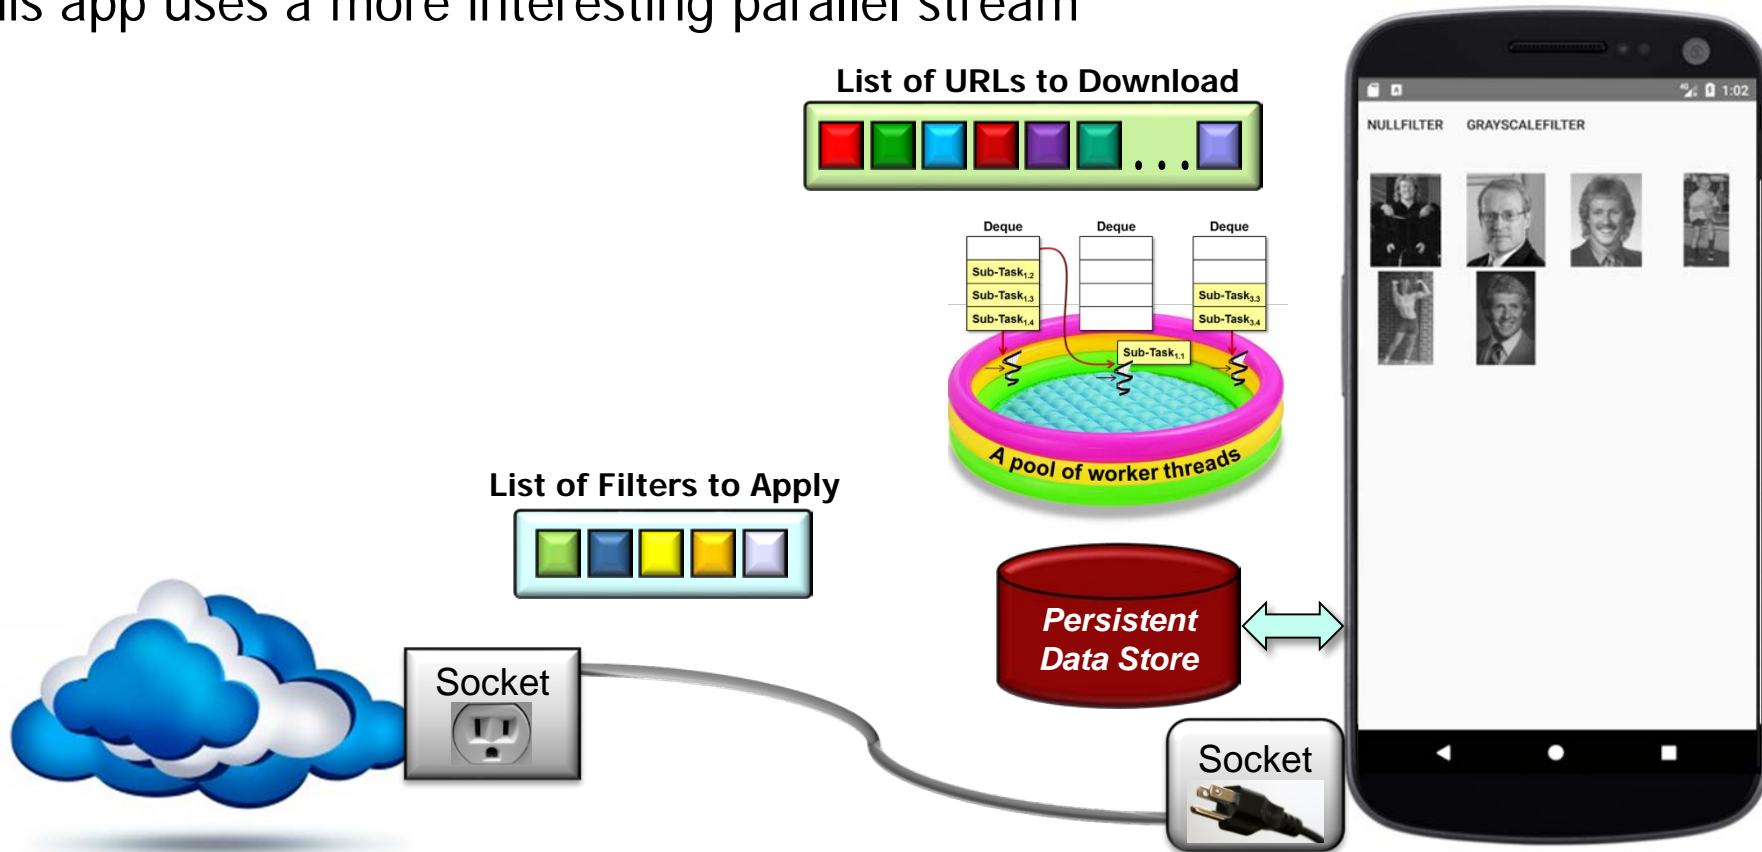 is app uses a more interesting parallel stream
List of URLs to Download
1:02
NULLFILTER GRAYSCALEFILTER
Deque Deque Deque
Sub-Task1.2
Sub-Task1.3 Sub-Task3.3
Sub-Task1.4 Sub-Task3.4
Sub-Task1.1
A pool of worker threads
List of Filters to Apply
Persistent
Data Store
Socket
Socket